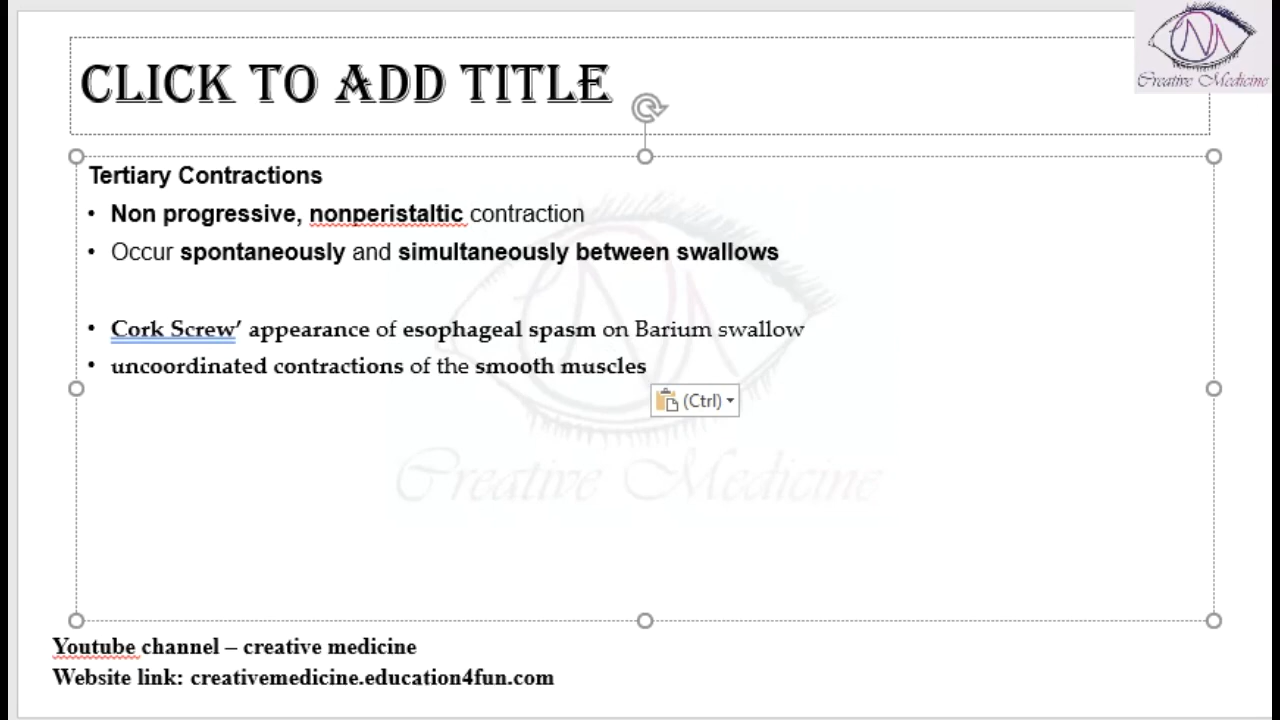 Creative Medicine
CLICK TO ADD TITLE
Tertiary Contractions
• Non progressive, nonperistaltic contraction
• Occur spontaneously and simultaneously between swallows
• Cork Screw’ appearance of esophageal spasm on Barium swallow
• uncoordinated contractions of the smooth muscles
(Ctrl)
Creative Medicine
Youtube channel – creative medicine
Website link: creativemedicine.education4fun.com